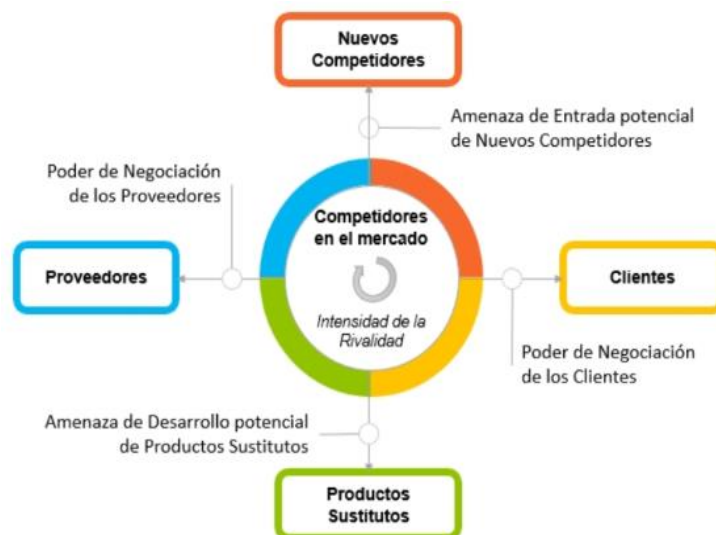 Nuevos
Competidores
Amenaza de Entrada potencial
de Nuevos Competidores
Poder de Negociación
de los Proveedores
Competidores
en el mercado
Proveedores
Clientes
Intensidad de la
Rivalidad
Poder de Negociación
de los Clientes
Amenaza de Desarrollo potencial
de Productos Sustitutos
Productos
Sustitutos